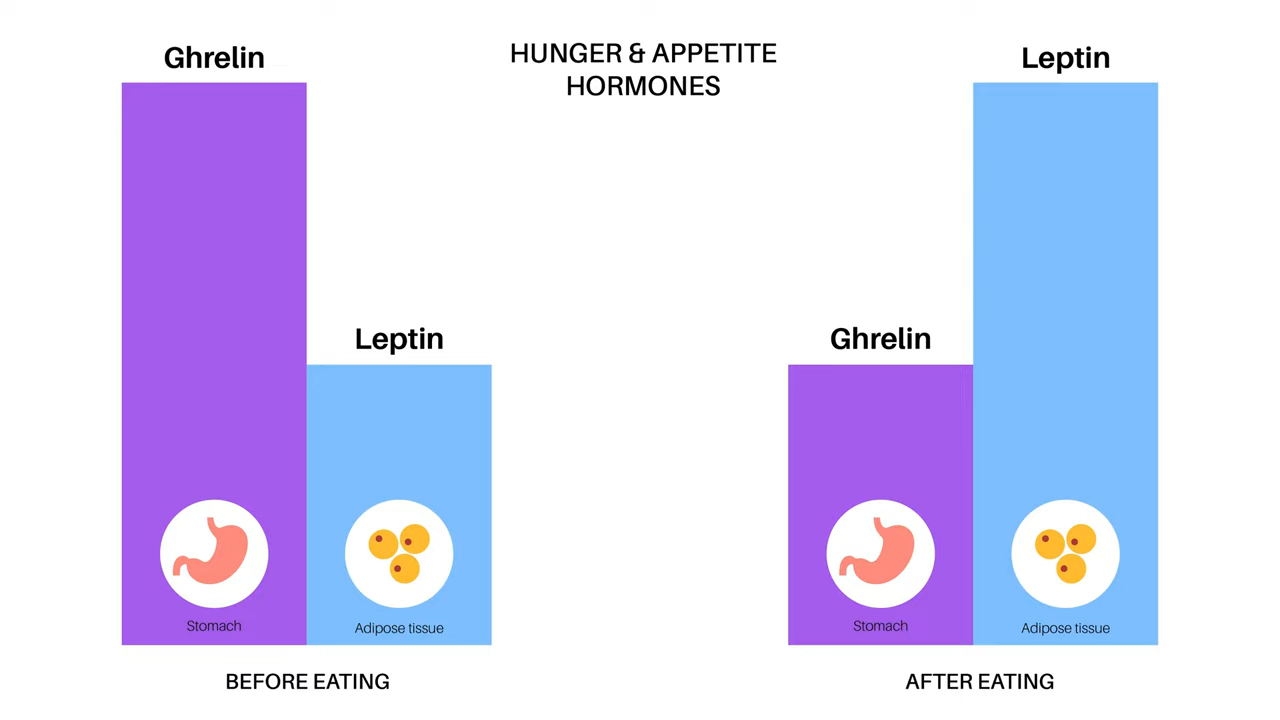 HUNGER & APPETITE
HORMONES
Ghrelin
Leptin
Stomach
Adipose tissue
BEFORE EATING
Ghrelin
Leptin
Stomach
Adipose tissue
AFTER EATING